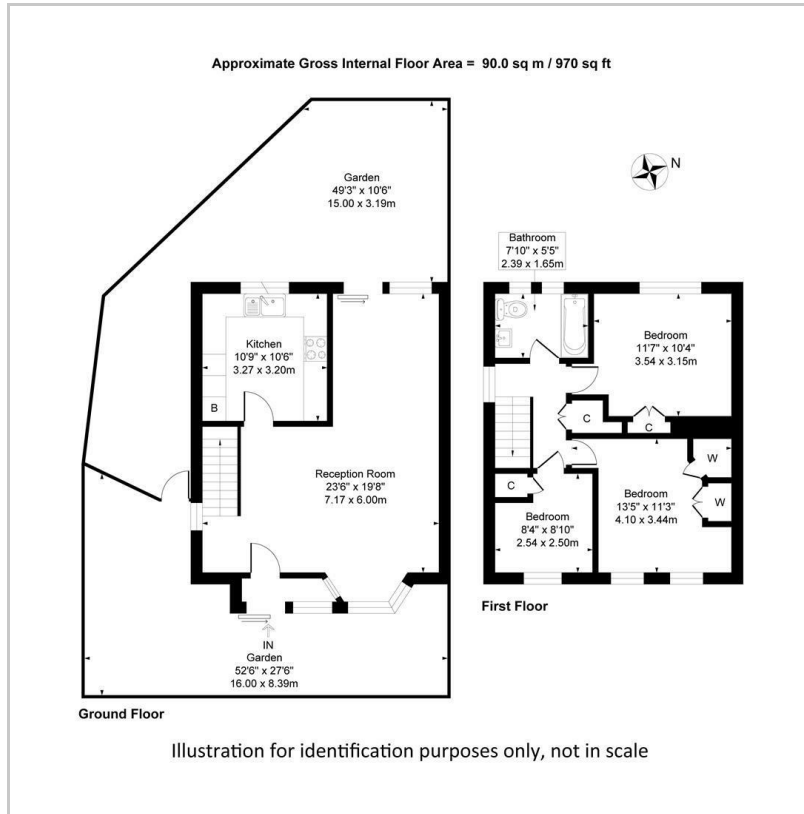 Approximate Gross Internal Floor Area = 90.0 sq m / 970 sq ft
N
Garden
49'3" x 10'6"
15.00 x 3.19m
Kitchen
10'9" x 10'6"
3.27 x 3.20m
B
Reception Room
23'6" x 19'8"
7.17 x 6.00m
IN
Garden
52'6" x 27'6"
16.00 x 8.39m
Ground Floor
Bathroom
7'10" x 5'5"
2.39 x 1.65m
Bedroom
11'7" x 10'4"
3.54 x 3.15m
C
C
C
W
W
Bedroom
13'5" x 11'3"
4.10 x 3.44m
Bedroom
8'4" x 8'10"
2.54 x 2.50m
First Floor
Illustration for identification purposes only, not in scale